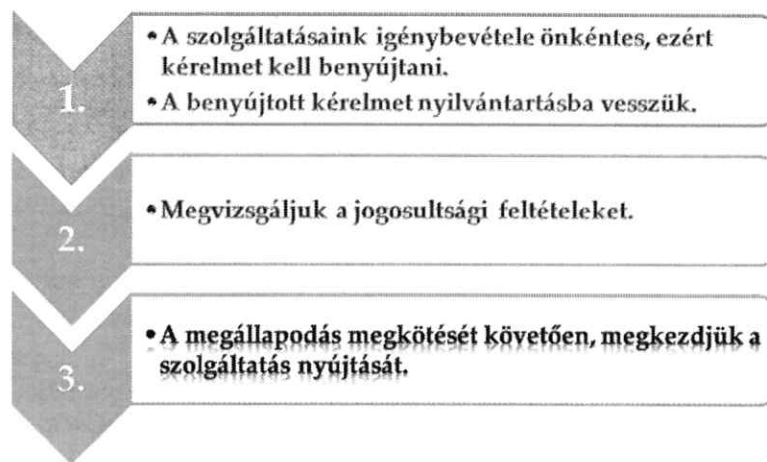 1.
• A szolgáltatásaink igénybevétele önkéntes, ezért
kérelmet kell benyújtani.
• A benyújtott kérelmet nyilvántartásba vesszük.
2.
• Megvizsgáljuk a jogosultsági feltételeket.
3.
• A megállapodás megkötését követően, megkezdjük a
szolgáltatás nyújtását.